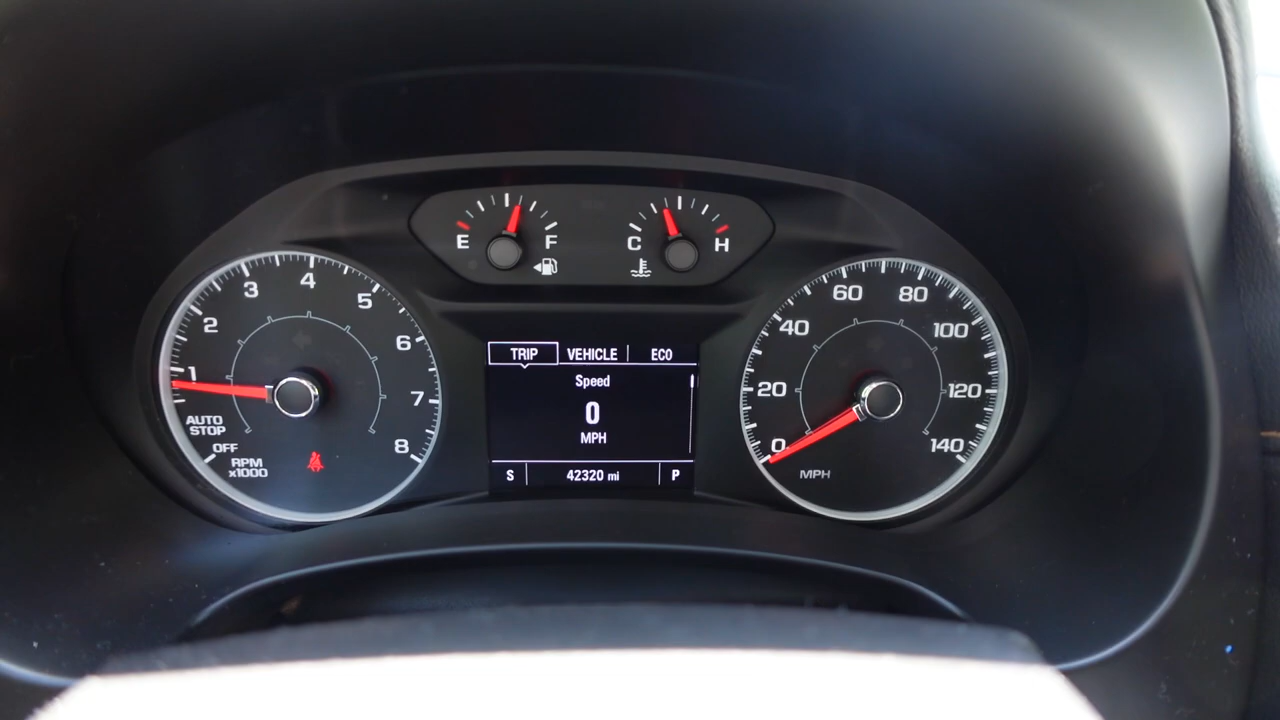 E F
C H
1 2 3 4 5 6 7 8
AUTO
STOP
OFF
RPM
x1000
TRIP VEHICLE ECO
Speed
0
MPH
S 42320 mi P
0 20 40 60 80 100 120 140
MPH